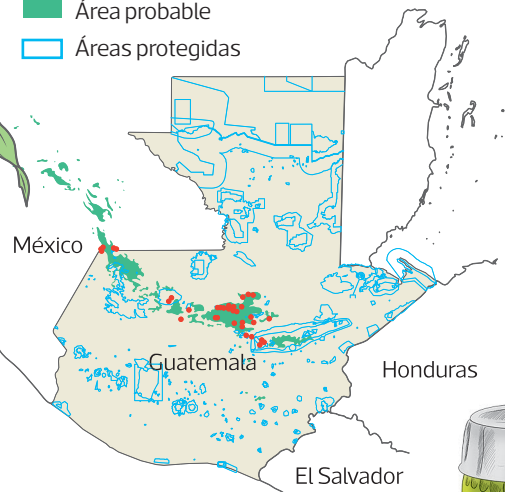 Área probable
Áreas protegidas
México
Guatemala
Honduras
El Salvador